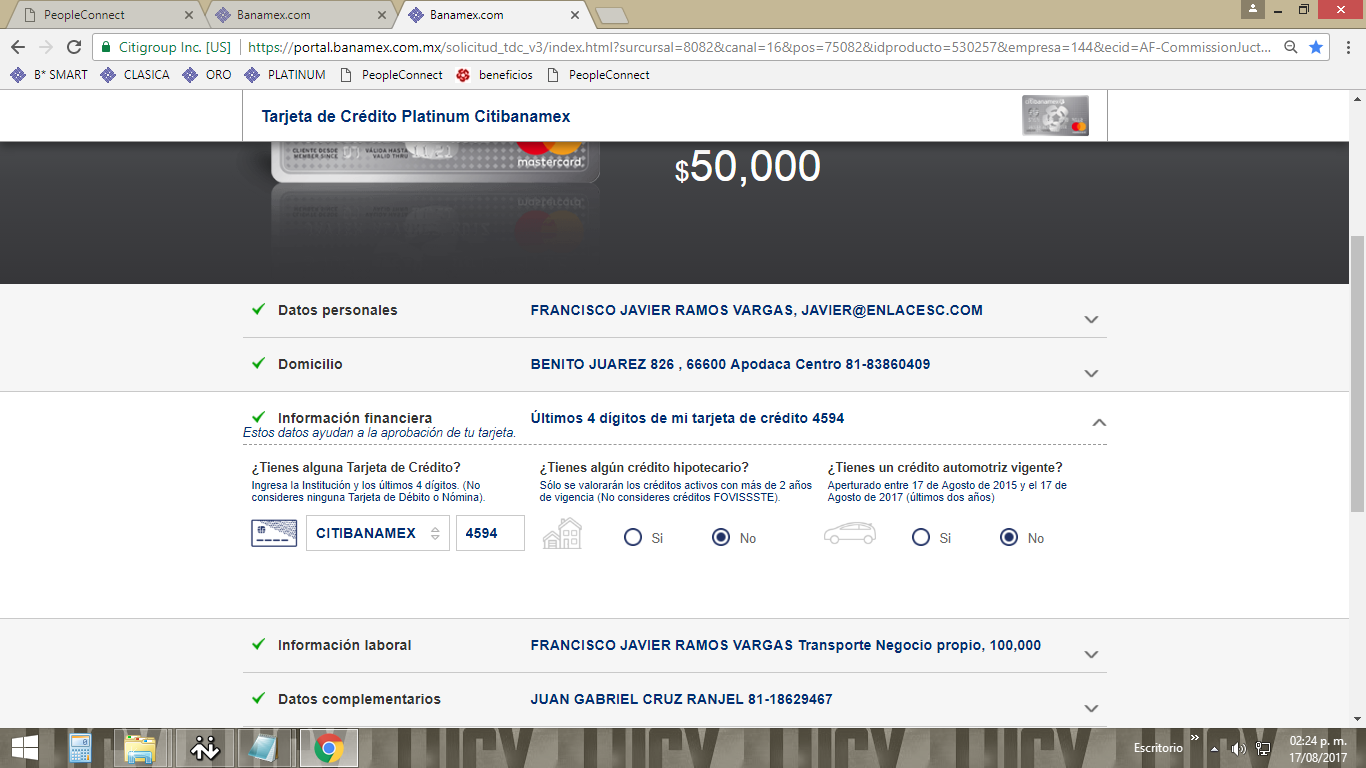 PeopleConnect
Banamex.com
Banamex.com
Citigroup Inc. [US]
https://portal.banamex.com.mx/solicitud_tdc_v3/index.html?surcursal=8082&canal=16&pos=75082&idproducto=530257&empresa=144&ecid=AF-CommissionJuct...
B* SMART
CLASICA
ORO
PLATINUM
PeopleConnect
beneficios
PeopleConnect
Tarjeta de Crédito Platinum Citibanamex
CLIENTE DESDE
MEMBER SINCE
VALIDA HASTA
VALID THRU
mastercard.
$50,000
Datos personales
FRANCISCO JAVIER RAMOS VARGAS, JAVIER@ENLACESC.COM
Domicilio
BENITO JUAREZ 826 , 66600 Apodaca Centro 81-83860409
Información financiera
Últimos 4 dígitos de mi tarjeta de crédito 4594
Estos datos ayudan a la aprobación de tu tarjeta.
¿Tienes alguna Tarjeta de Crédito?
Ingresa la Institución y los últimos 4 dígitos. (No
consideres ninguna Tarjeta de Débito o Nómina).
CITIBANAMEX
4594
¿Tienes algún crédito hipotecario?
Sólo se valorarán los créditos activos con más de 2 años
de vigencia (No consideres créditos FOVISSSTE).
Si
No
¿Tienes un crédito automotriz vigente?
Aperturado entre 17 de Agosto de 2015 y el 17 de
Agosto de 2017 (últimos dos años)
Si
No
Información laboral
FRANCISCO JAVIER RAMOS VARGAS Transporte Negocio propio, 100,000
Datos complementarios
JUAN GABRIEL CRUZ RANJEL 81-18629467
Escritorio
02:24 p. m.
17/08/2017